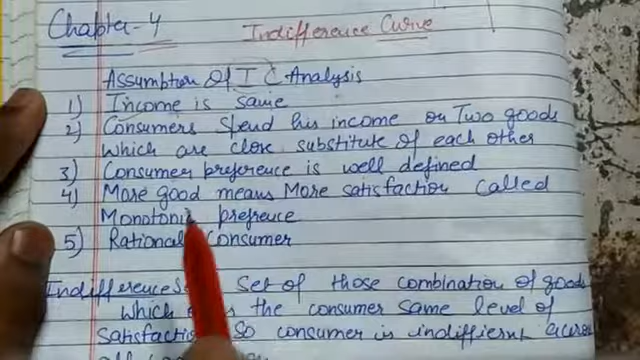 Chapter-4
Indifference Curve
Assumption Of I C Analysis
1) Income is same
2) Consumers Spend his income on Two goods
which are close substitute of each other
3) Consumer preference is well defined
4) More good means More satisfaction called
Monotonic prefreuce
5) Rational Consumer
Set of those combination of goods
which the consumer same level of
So consumer is